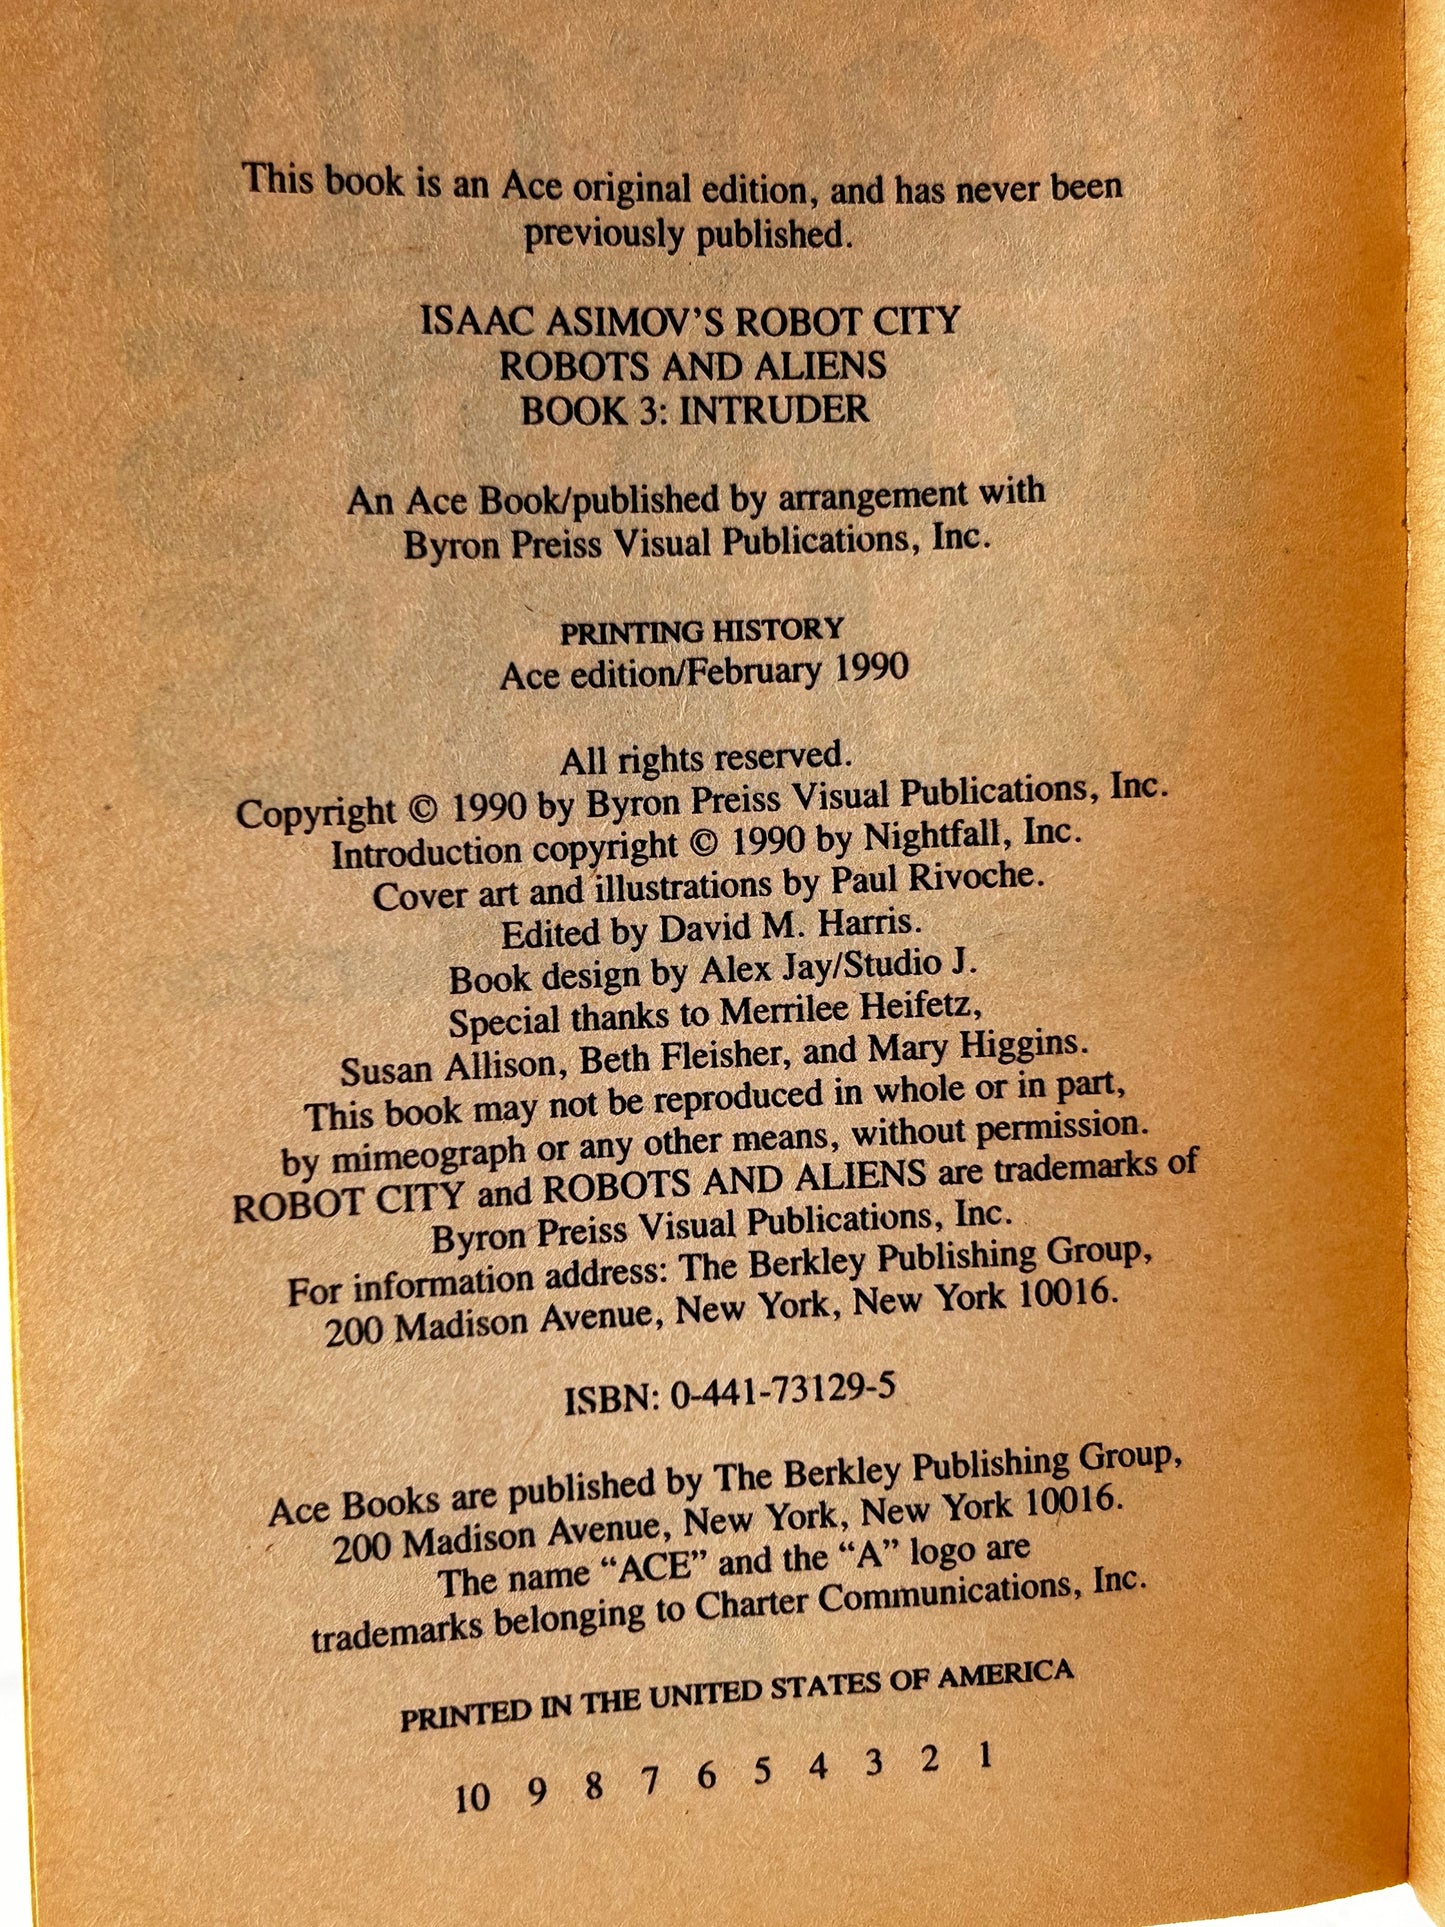 This book is an Ace original edition, and has never been
previously published.
ISAAC ASIMOV'S ROBOT CITY
ROBOTS AND ALIENS
BOOK 3: INTRUDER
An Ace Book/published by arrangement with
Byron Preiss Visual Publications, Inc.
PRINTING HISTORY
Ace edition/February 1990
All rights reserved.
Copyright © 1990 by Byron Preiss Visual Publications, Inc.
Introduction copyright © 1990 by Nightfall, Inc.
Cover art and illustrations by Paul Rivoche.
Edited by David M. Harris.
Book design by Alex Jay/Studio J.
Special thanks to Merrilee Heifetz,
Susan Allison, Beth Fleisher, and Mary Higgins.
This book may not be reproduced in whole or in part,
by mimeograph or any other means, without permission.
ROBOT CITY and ROBOTS AND ALIENS are trademarks of
Byron Preiss Visual Publications, Inc.
For information address: The Berkley Publishing Group,
200 Madison Avenue, New York, New York 10016.
ISBN: 0-441-73129-5
Ace Books are published by The Berkley Publishing Group,
200 Madison Avenue, New York, New York 10016.
The name “ACE” and the “A” logo are
trademarks belonging to Charter Communications, Inc.
PRINTED IN THE UNITED STATES OF AMERICA
10 9 8 7 6 5 4 3 2 1